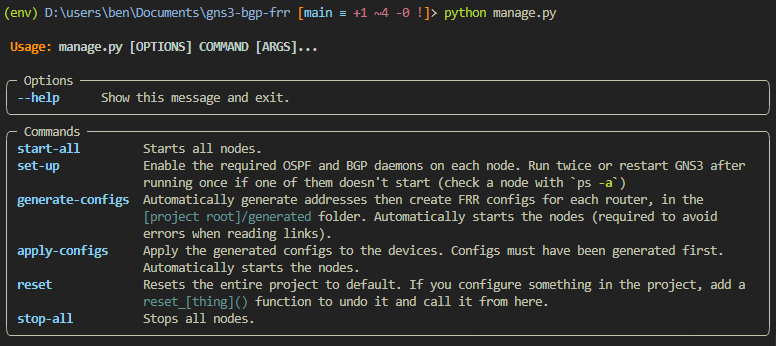 (env) D:\users\ben\Documents\gns3-bgp-frr [main ≡ +1 ~4 -0 !]> python manage.py
Usage: manage.py [OPTIONS] COMMAND [ARGS]...
Options
--help Show this message and exit.
Commands
start-all Starts all nodes.
set-up Enable the required OSPF and BGP daemons on each node. Run twice or restart GNS3 after
running once if one of them doesn't start (check a node with `ps -a`)
generate-configs Automatically generate addresses then create FRR configs for each router, in the
[project root]/generated folder. Automatically starts the nodes (required to avoid
errors when reading links).
apply-configs Apply the generated configs to the devices. Configs must have been generated first.
Automatically starts the nodes.
reset Resets the entire project to default. If you configure something in the project, add a
reset_[thing]() function to undo it and call it from here.
stop-all Stops all nodes.